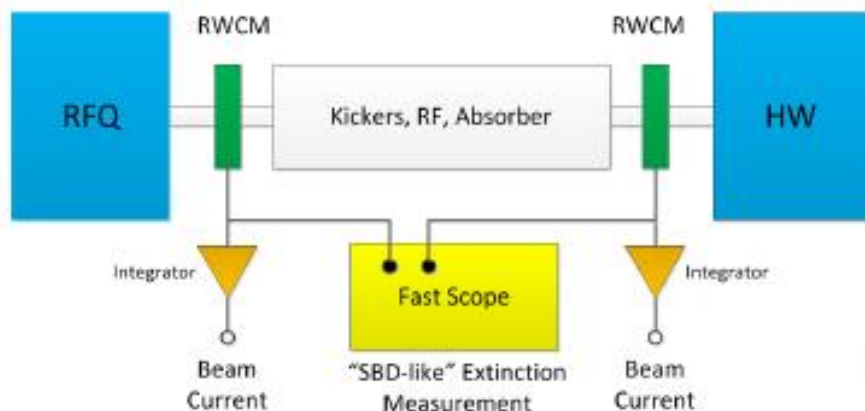 RWCM
RWCM
RFQ
Kickers, RF, Absorber
HW
Integrator
Fast Scope
Integrator
Beam
Current
"SBD-like" Extinction
Measurement
Beam
Current